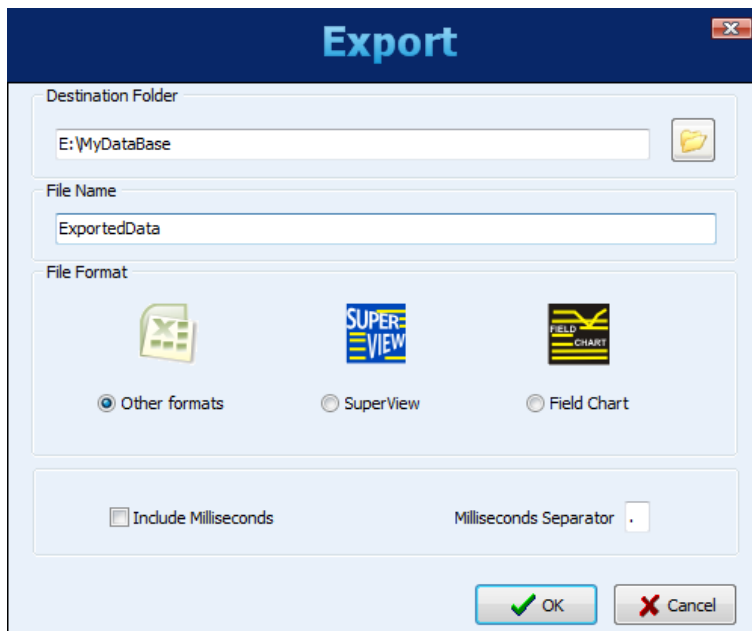 Export
Destination Folder
E:\MyDataBase
File Name
ExportedData
File Format
SUPER
VIEW
FIELD
CHART
Other formats
SuperView
Field Chart
Include Milliseconds
Milliseconds Separator .
OK
Cancel